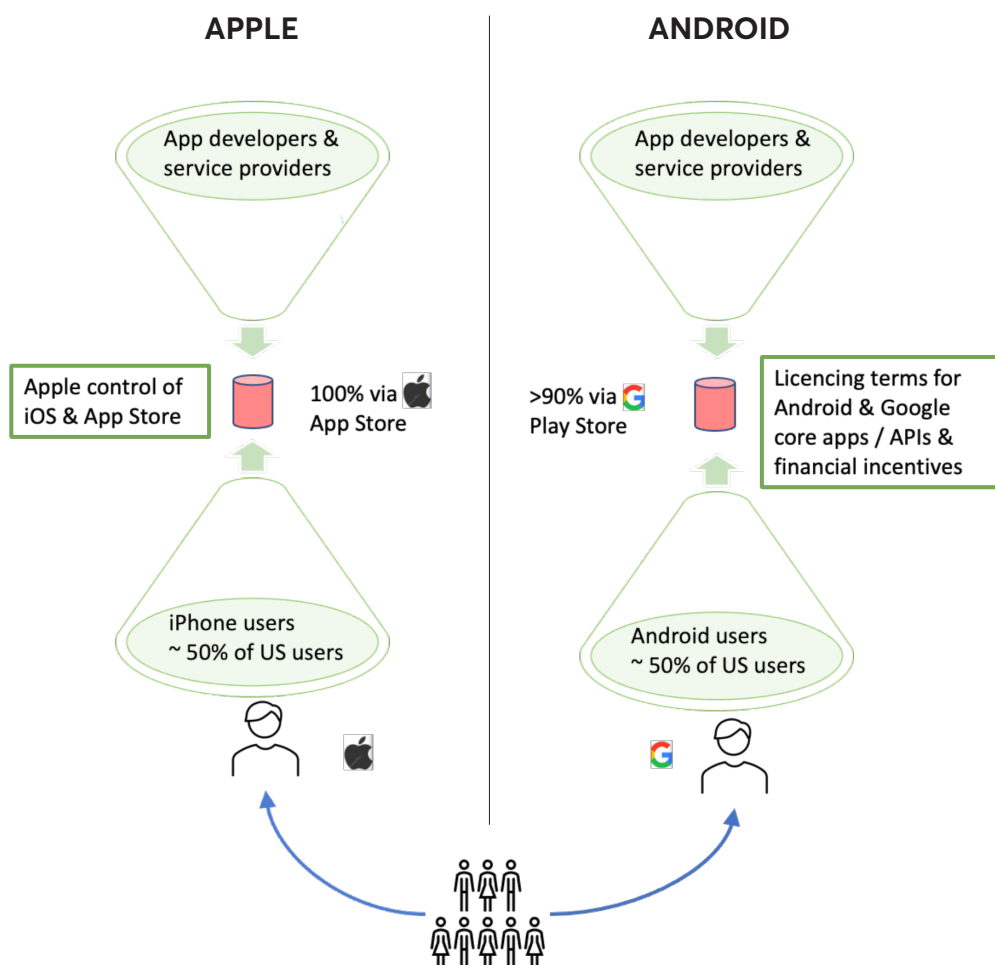 APPLE
App developers &
service providers
Apple control of
iOS & App Store
100% via
App Store
iPhone users
~ 50% of US users
ANDROID
App developers &
service providers
>90% via G
Play Store
Licencing terms for
Android & Google
core apps / APIs &
financial incentives
Android users
~ 50% of US users
G